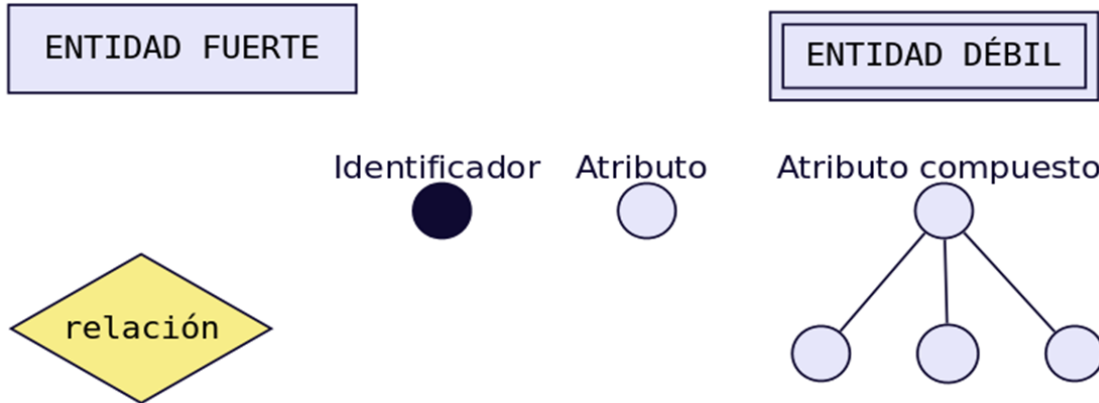 ENTIDAD FUERTE
ENTIDAD DÉBIL
Identificador
Atributo
Atributo compuesto
relación